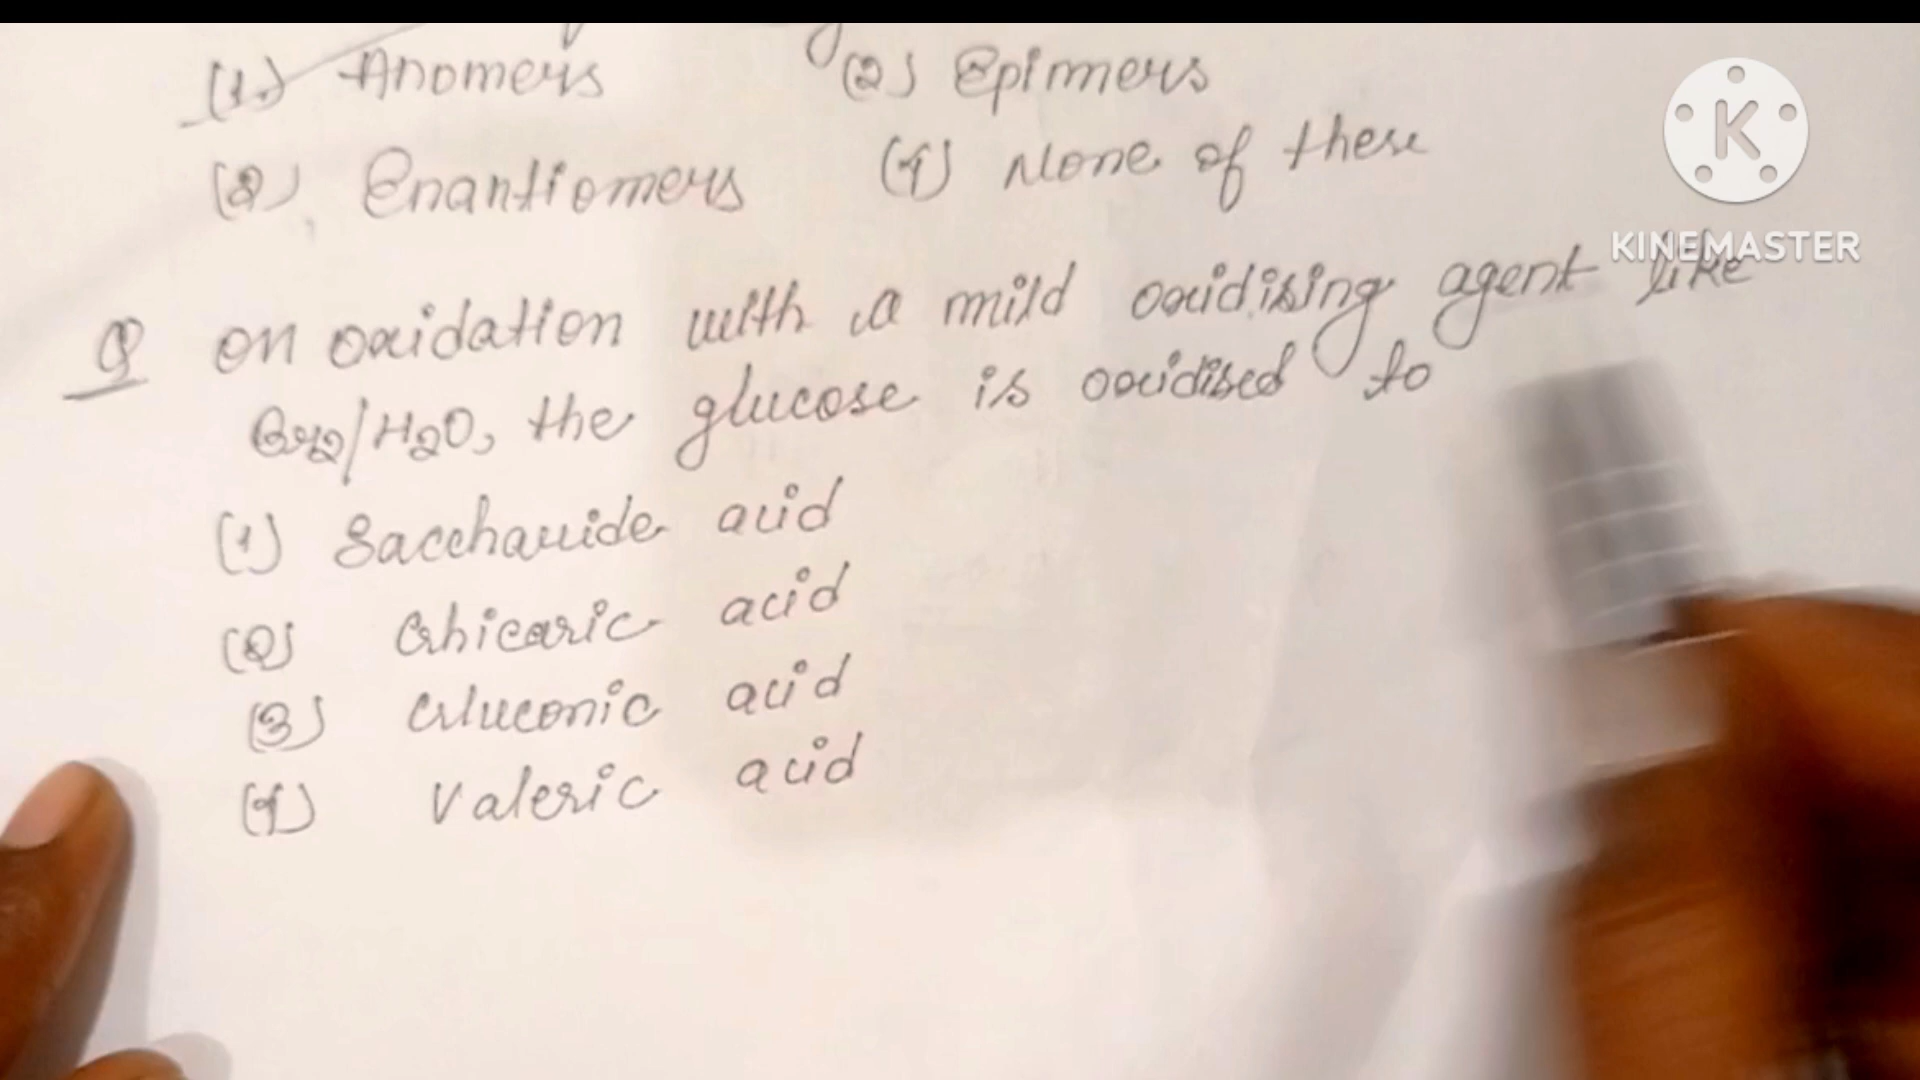 (1.) Anomers (2) Epimers
(3) Enantiomers (4) None of these
KINEMASTER
Q on oxidation with a mild oxidising agent like
Br2/H2O, the glucose is oxidised to
(1) Saccharide acid
(2) Glucaric acid
(3) Gluconic acid
(4) Valeric acid